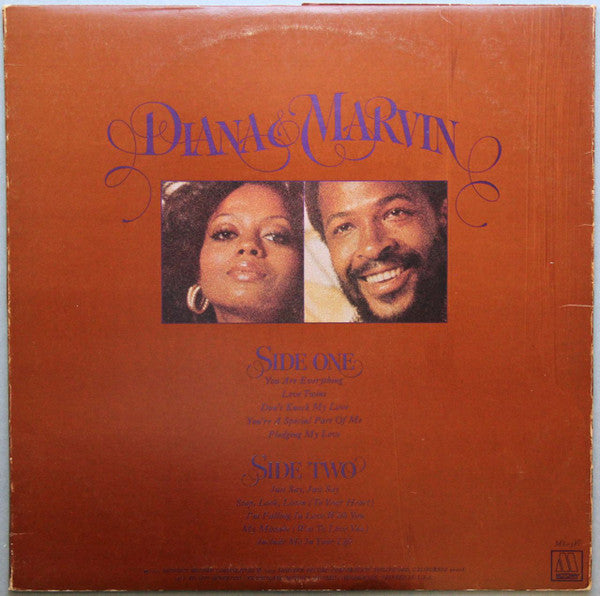 DIANA & MARVIN
SIDE ONE
You Are Everything
Love Twins
Don't Knock My Love
You're A Special Part Of Me
Pledging My Love
SIDE TWO
Just Say, Just Say
Stop, Look, Listen (To Your Heart)
I'm Falling In Love With You
My Mistake (Was To Love You)
Include Me In Your Life